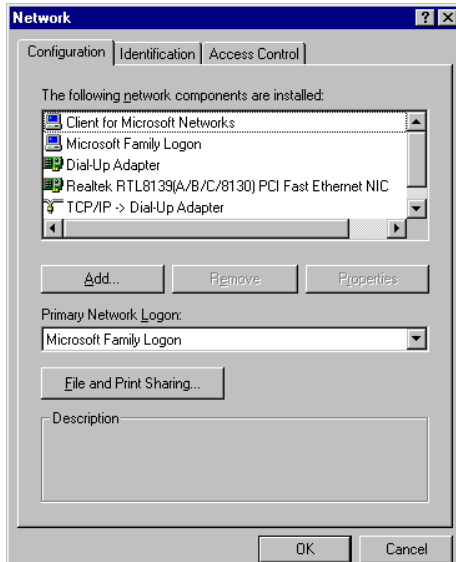 Network
Configuration Identification Access Control
The following network components are installed:
Client for Microsoft Networks
Microsoft Family Logon
Dial-Up Adapter
Realtek RTL8139(A/B/C/8130) PCI Fast Ethernet NIC
TCP/IP -> Dial-Up Adapter
Add... Remove Properties
Primary Network Logon:
Microsoft Family Logon
File and Print Sharing...
Description
OK Cancel